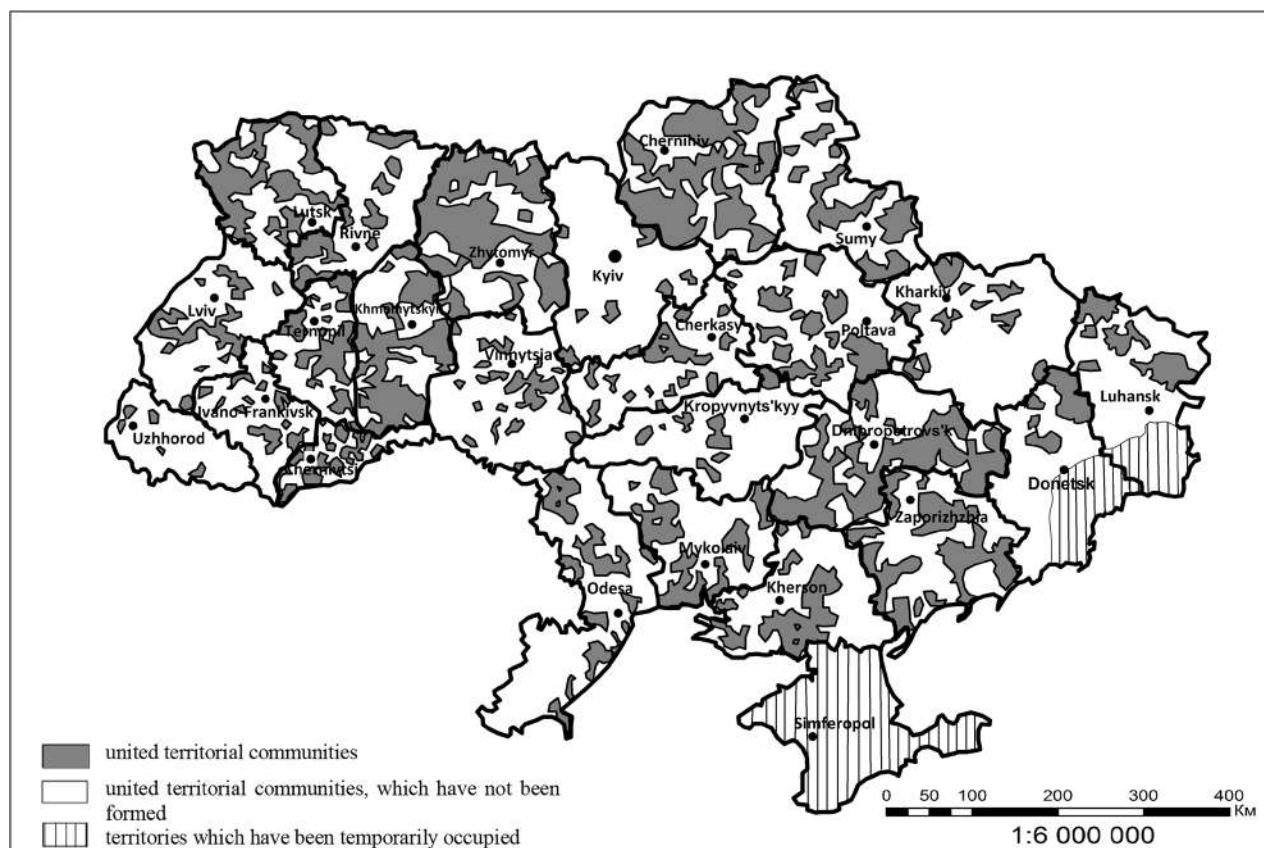 Chernihiv
Lutsk
Rivne
Sumy
Zhytomyr
Kyiv
Lviv
Kharkiv
Khmelnytskyi
Ternopil
Cherkasy
Poltava
Vinnytsja
Luhansk
Ivano-Frankivsk
Kropyvnyts'kyy
Uzhhorod
Dnipropetrovs'k
Chernivtsi
Donetsk
Zaporizhzhia
Mykolaiv
Odesa
Kherson
Simferopol
united territorial communities
united territorial communities, which have not been
formed
territories which have been temporarily occupied
0 50 100 200 300 400
Км
1:6 000 000